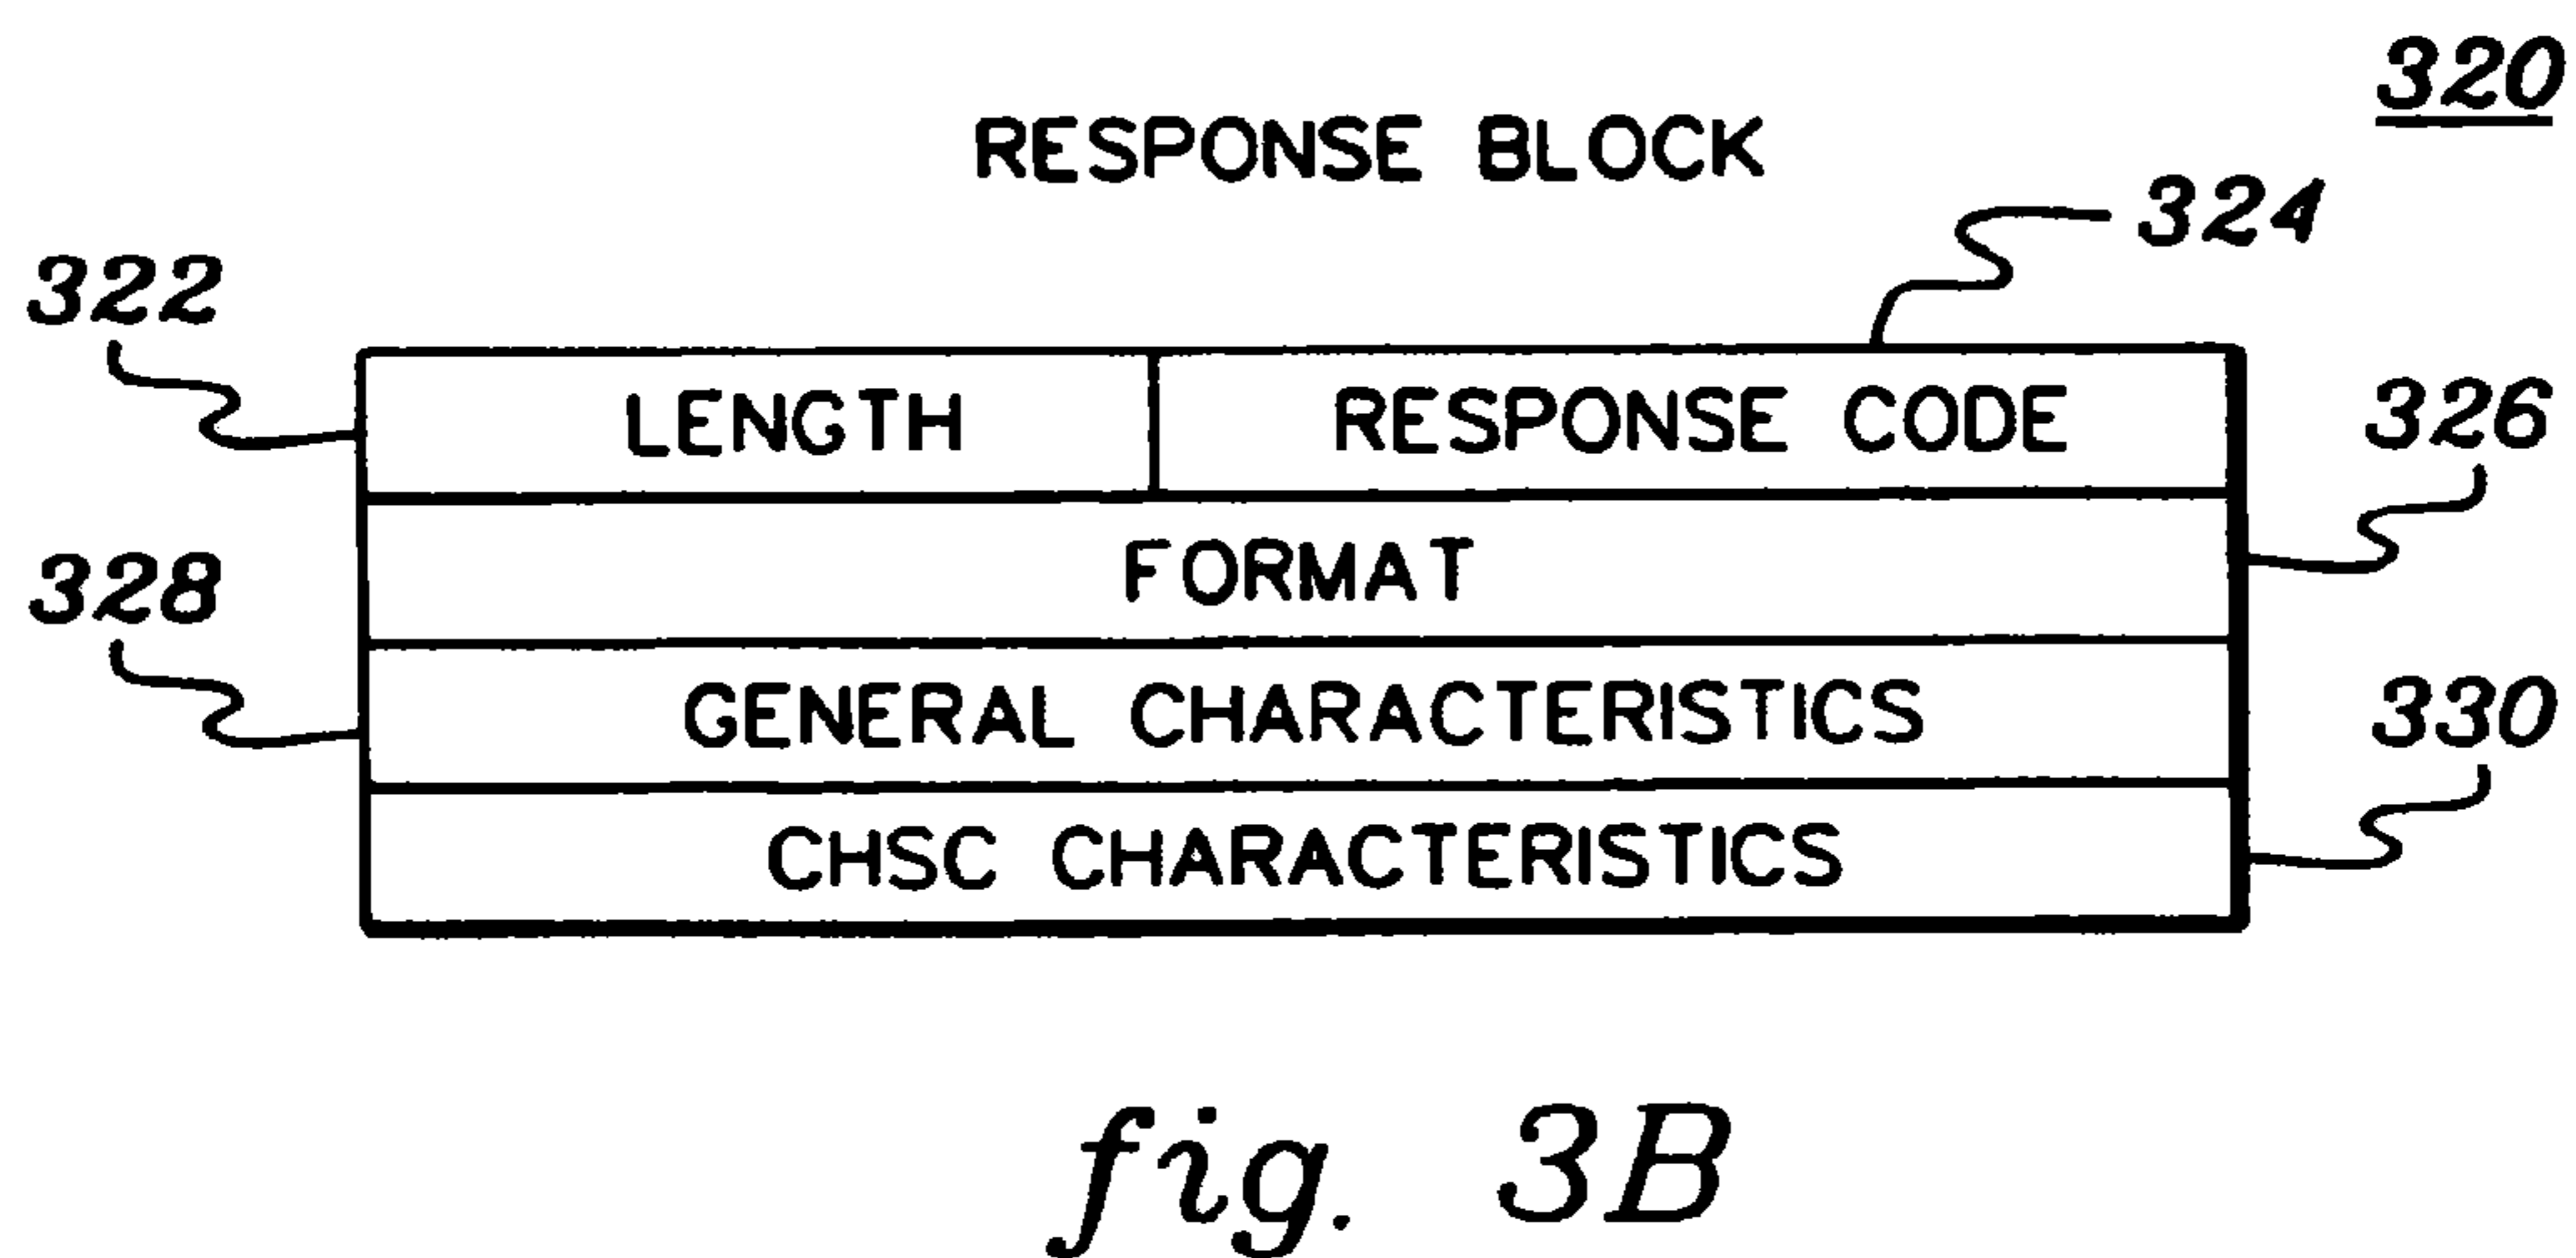 320
RESPONSE BLOCK
324
322
LENGTH RESPONSE CODE
326
FORMAT
328
GENERAL CHARACTERISTICS
330
CHSC CHARACTERISTICS
fig. 3B